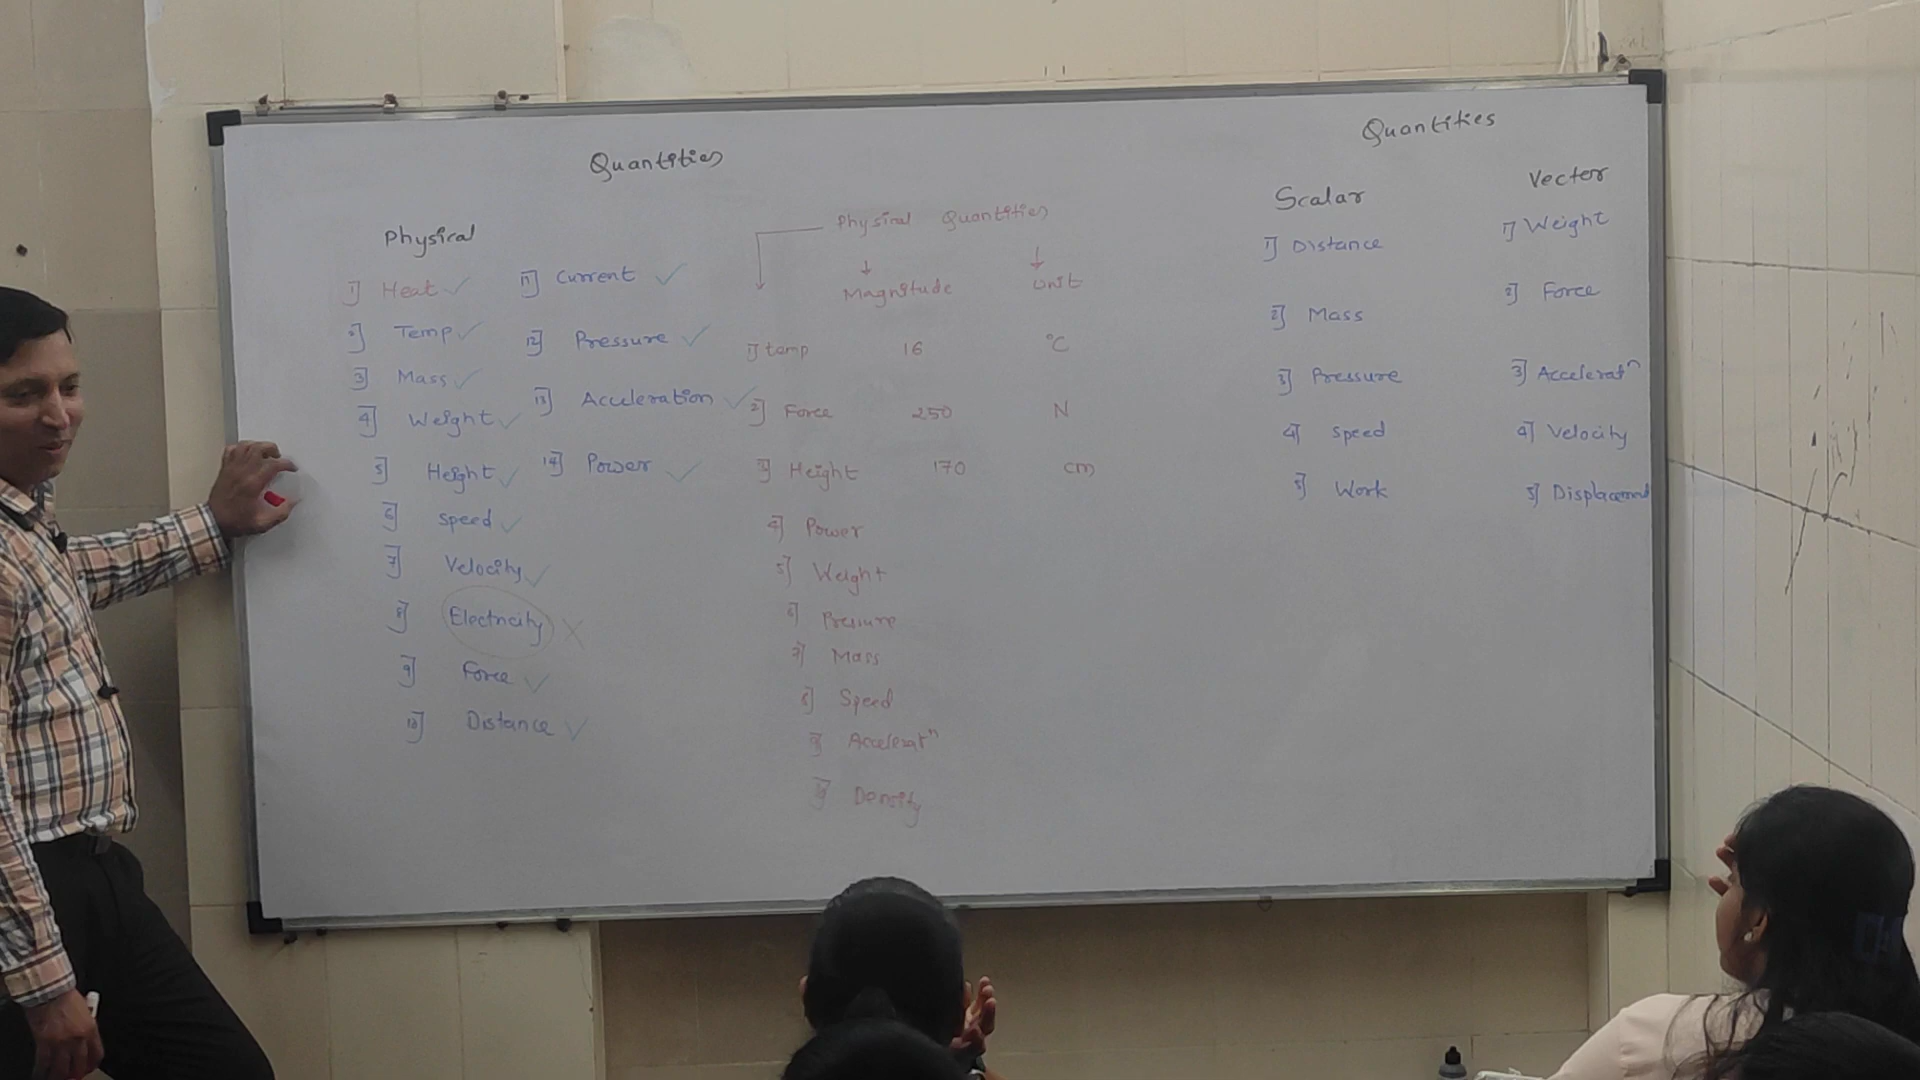 Quantities
Physical
1] Heat ✓
2] Temp ✓
3] Mass ✓
4] Weight ✓
5] Height ✓
6] Speed ✓
7] Velocity ✓
8] Electricity ✗
9] Force ✓
10] Distance ✓
11] Current ✓
12] Pressure ✓
13] Acceleration ✓
14] Power ✓
Physical Quantities
Magnitude Unit
1] temp 16 °C
2] Force 250 N
3] Height 170 cm
4] Power
5] Weight
6] Pressure
7] Mass
8] Speed
9] Acceleratⁿ
10] Density
Quantities
Scalar
1] Distance
2] Mass
3] Pressure
4] Speed
5] Work
Vector
1] Weight
2] Force
3] Acceleratⁿ
4] Velocity
5]